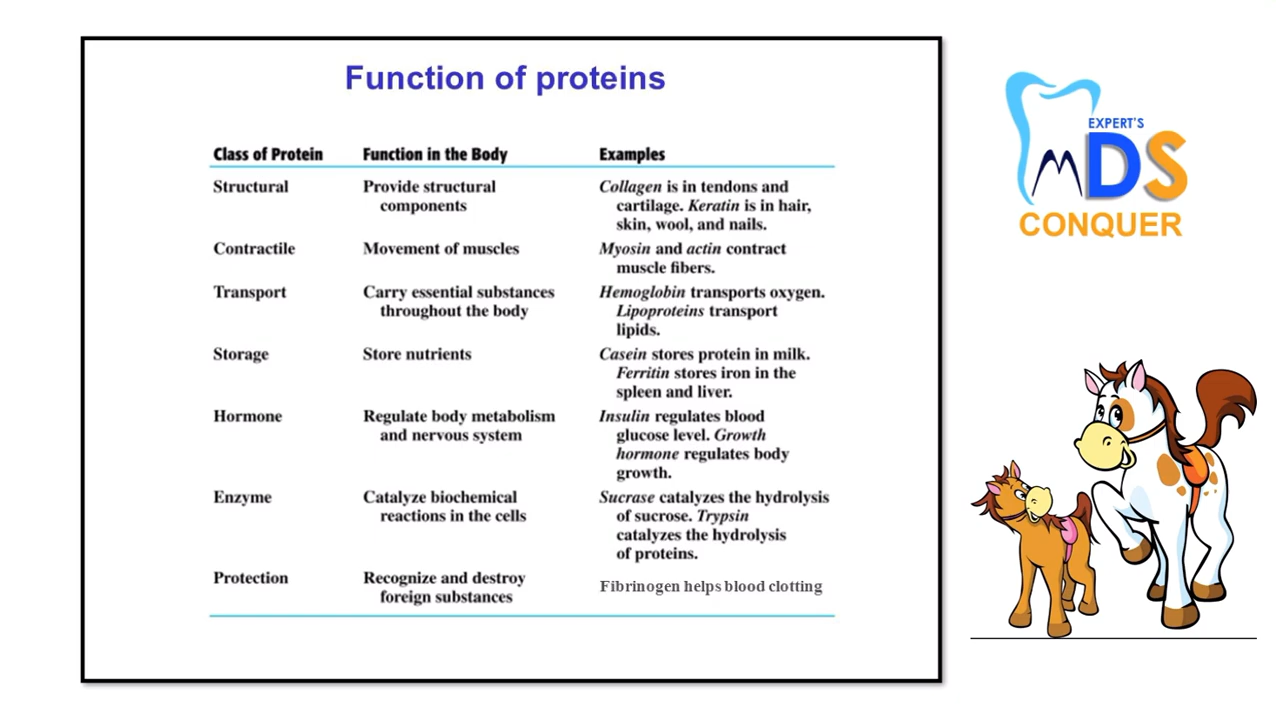 Function of proteins
Class of Protein Function in the Body Examples
Structural Provide structural Collagen is in tendons and
components cartilage. Keratin is in hair,
skin, wool, and nails.
Contractile Movement of muscles Myosin and actin contract
muscle fibers.
Transport Carry essential substances Hemoglobin transports oxygen.
throughout the body Lipoproteins transport
lipids.
Storage Store nutrients Casein stores protein in milk.
Ferritin stores iron in the
spleen and liver.
Hormone Regulate body metabolism Insulin regulates blood
and nervous system glucose level. Growth
hormone regulates body
growth.
Enzyme Catalyze biochemical Sucrase catalyzes the hydrolysis
reactions in the cells of sucrose. Trypsin
catalyzes the hydrolysis
of proteins.
Protection Recognize and destroy Fibrinogen helps blood clotting
foreign substances
EXPERT'S
MDS
CONQUER